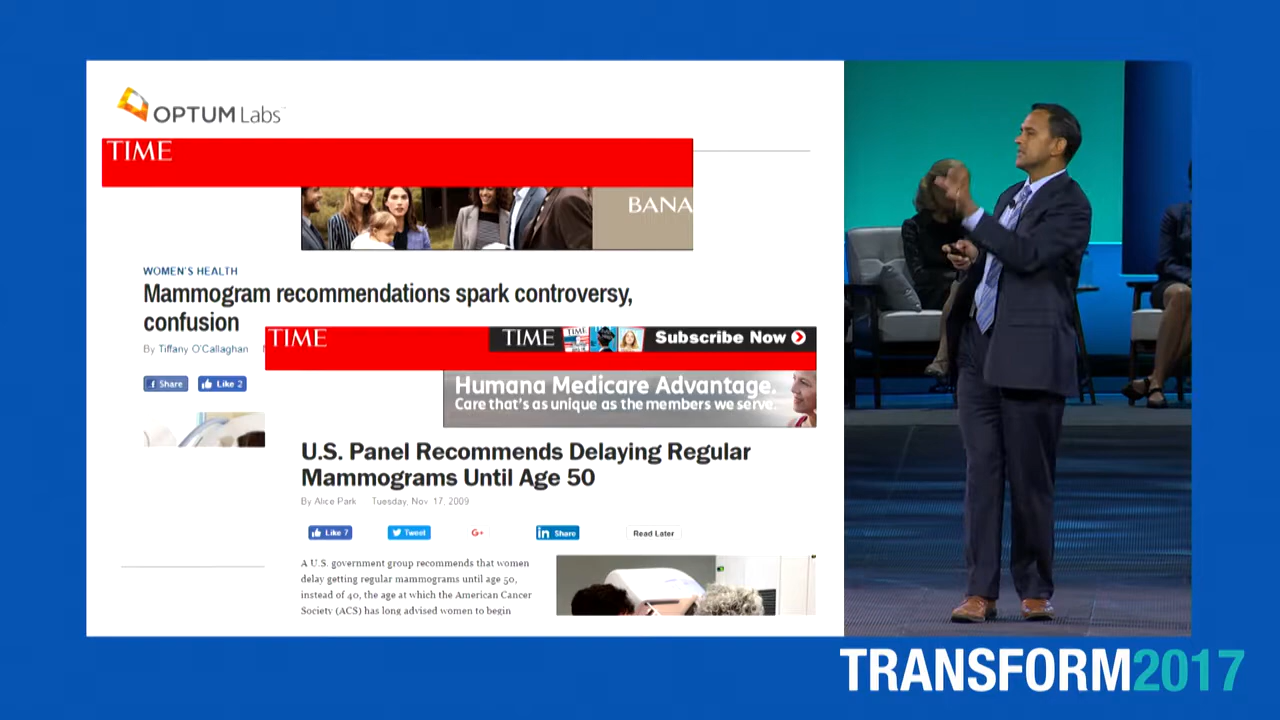 OPTUM Labs
TIME
BANA
WOMEN'S HEALTH
Mammogram recommendations spark controversy,
confusion
By Tiffany O'Callaghan
Share
Like 2
TIME
TIME
TIME
Subscribe Now
Humana Medicare Advantage.
Care that's as unique as the members we serve.
U.S. Panel Recommends Delaying Regular
Mammograms Until Age 50
By Alice Park Tuesday, Nov 17, 2009
Like 7
Tweet
G+
in Share
Read Later
A U.S. government group recommends that women
delay getting regular mammograms until age 50,
instead of 40, the age at which the American Cancer
Society (ACS) has long advised women to begin
TRANSFORM2017